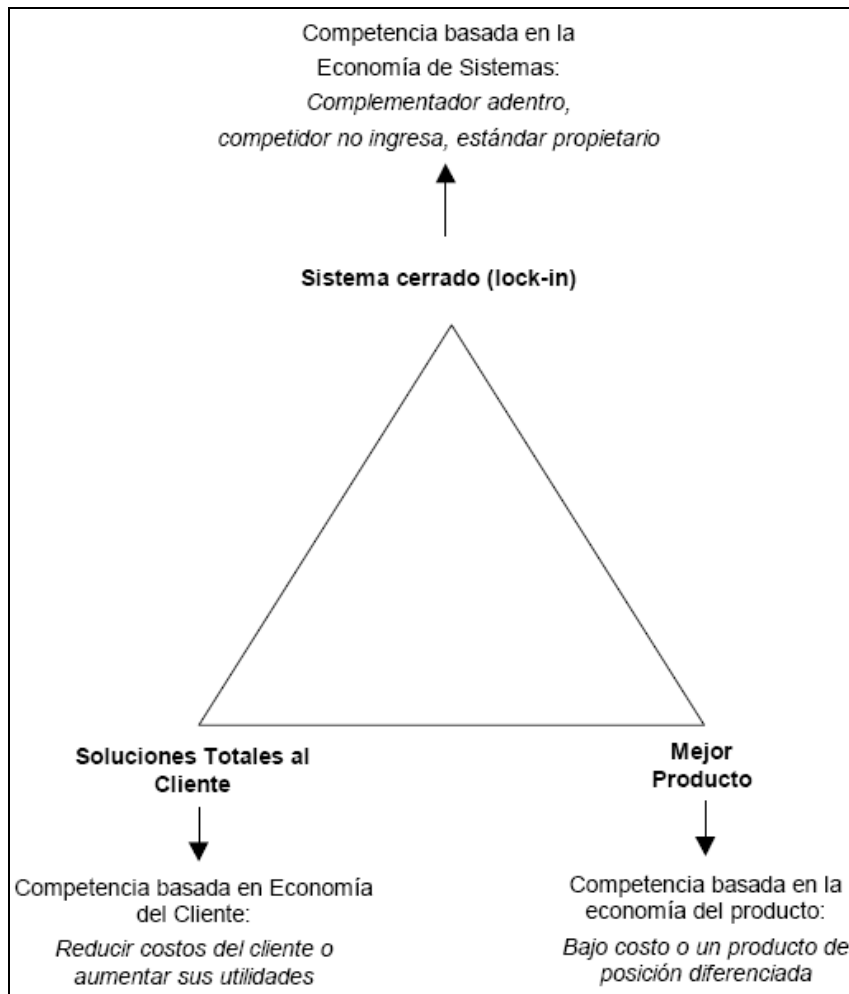 Competencia basada en la
Economía de Sistemas:
Complementador adentro,
competidor no ingresa, estándar propietario
Sistema cerrado (lock-in)
Soluciones Totales al
Cliente
Mejor
Producto
Competencia basada en Economía
del Cliente:
Reducir costos del cliente o
aumentar sus utilidades
Competencia basada en la
economía del producto:
Bajo costo o un producto de
posición diferenciada